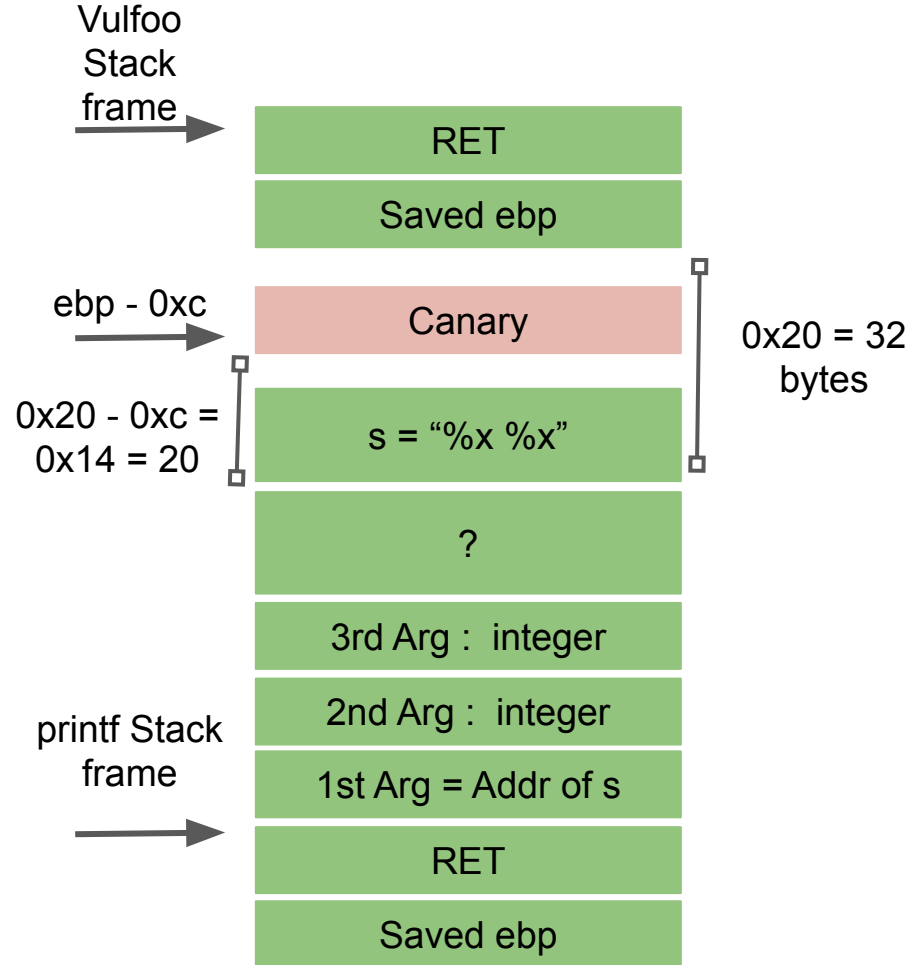 Vulfoo
Stack
frame
RET
Saved ebp
ebp - 0xc
Canary
0x20 = 32
bytes
0x20 - 0xc =
0x14 = 20
s = “%x %x”
?
3rd Arg :  integer
2nd Arg :  integer
printf Stack
frame
1st Arg = Addr of s
RET
Saved ebp